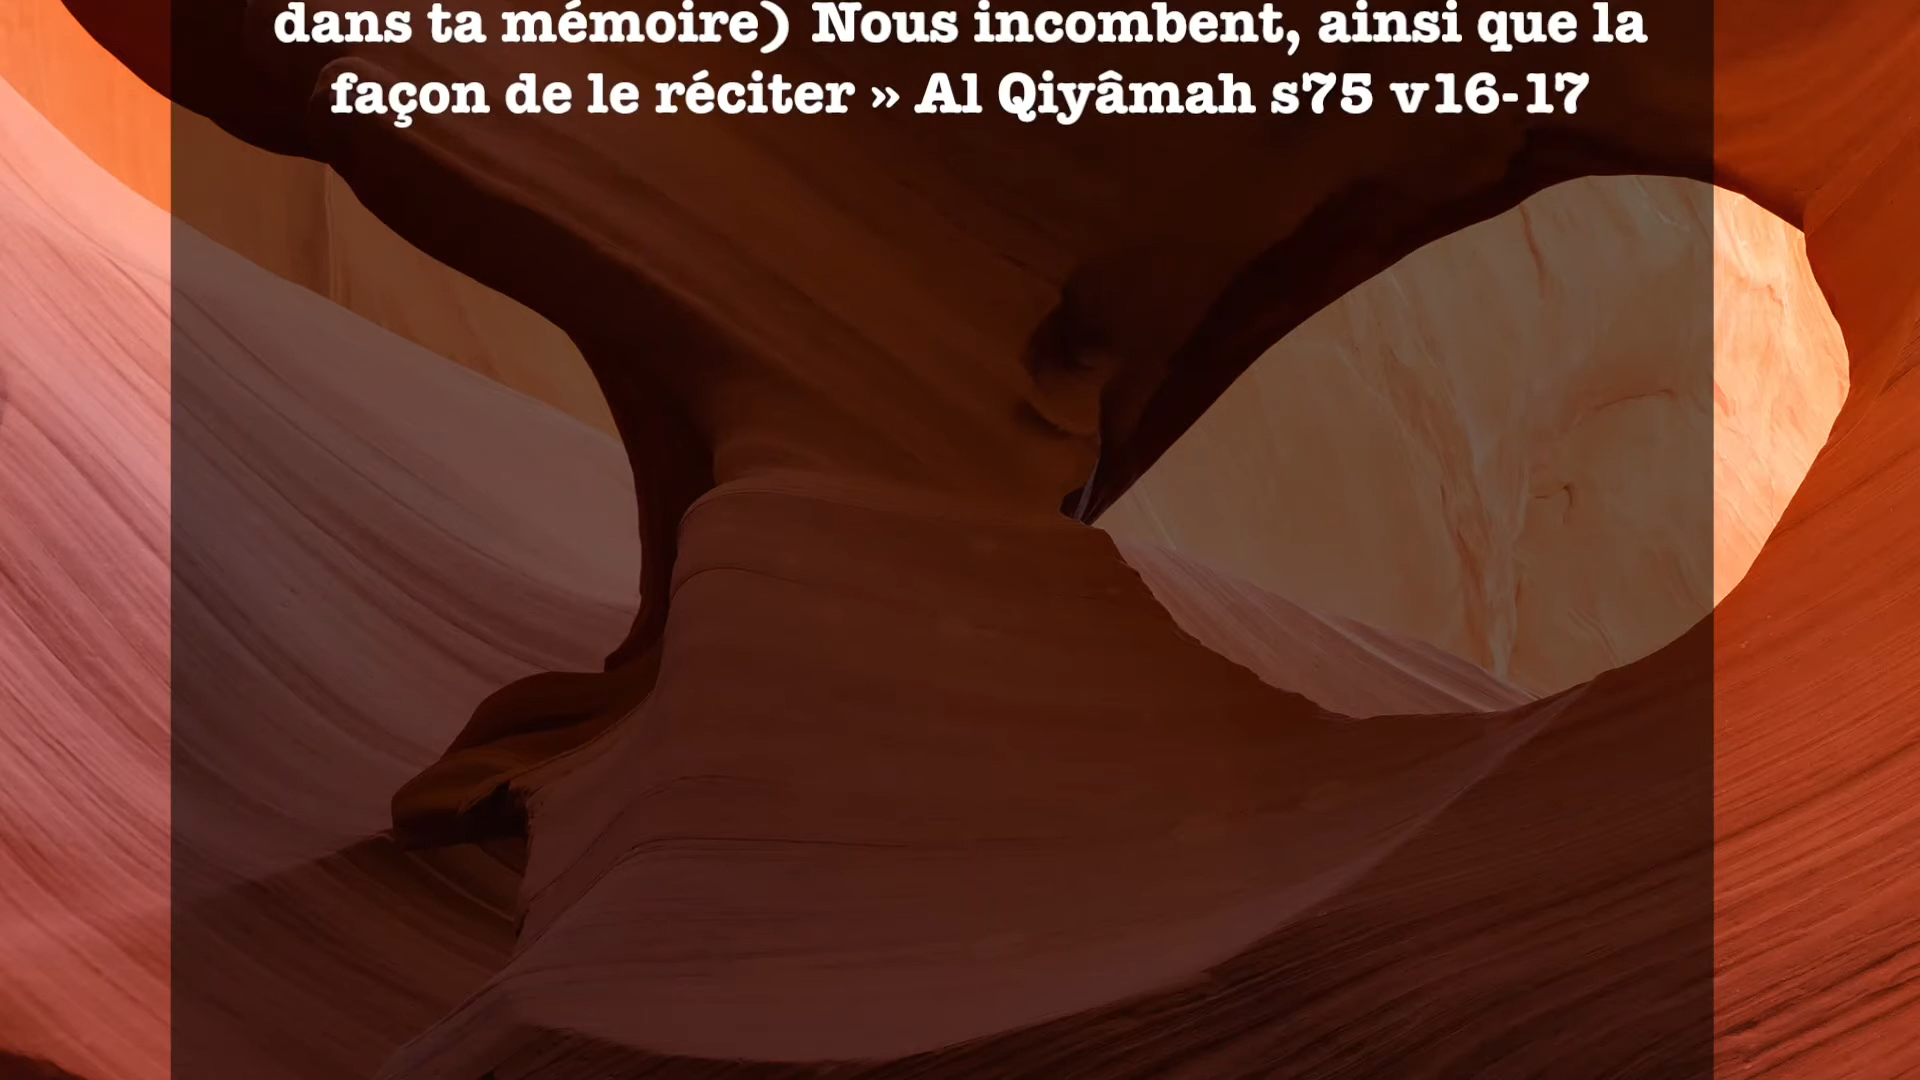 dans ta mémoire) Nous incombent, ainsi que la
façon de le réciter » Al Qiyâmah s75 v16-17